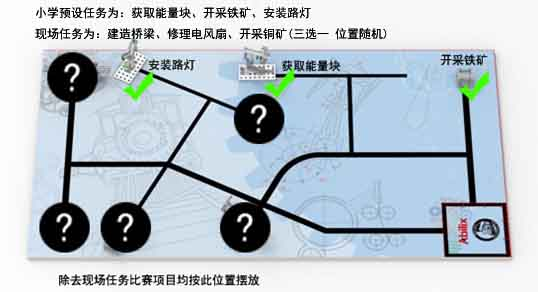 小学预设任务为：获取能量块、开采铁矿、安装路灯
现场任务为：建造桥梁、修理电风扇、开采铜矿(三选一 位置随机)
安装路灯
获取能量块
开采铁矿
?
?
?
?
?
Abilix
除去现场任务比赛项目均按此位置摆放